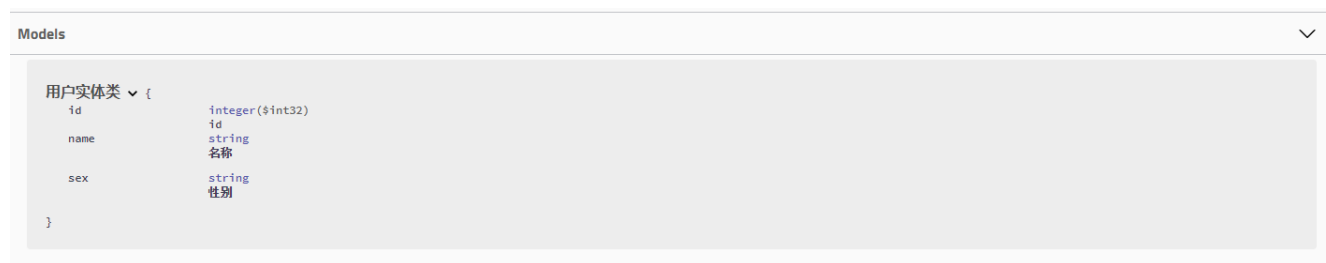 Models
用户实体类 {
id integer($int32)
id
name string
名称
sex string
性别
}